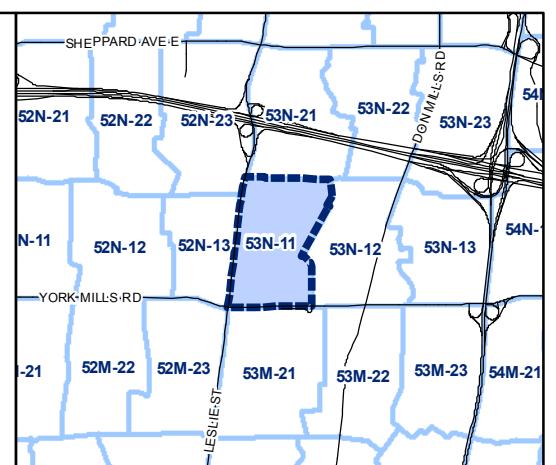 SHEPPARD AVE E
DON MILLS RD
52N-21
52N-22
52N-23
53N-21
53N-22
53N-23
54N
N-11
52N-12
52N-13
53N-11
53N-12
53N-13
54N-1
YORK MILLS RD
-21
52M-22
52M-23
53M-21
53M-22
53M-23
54M-21
LESLIE ST